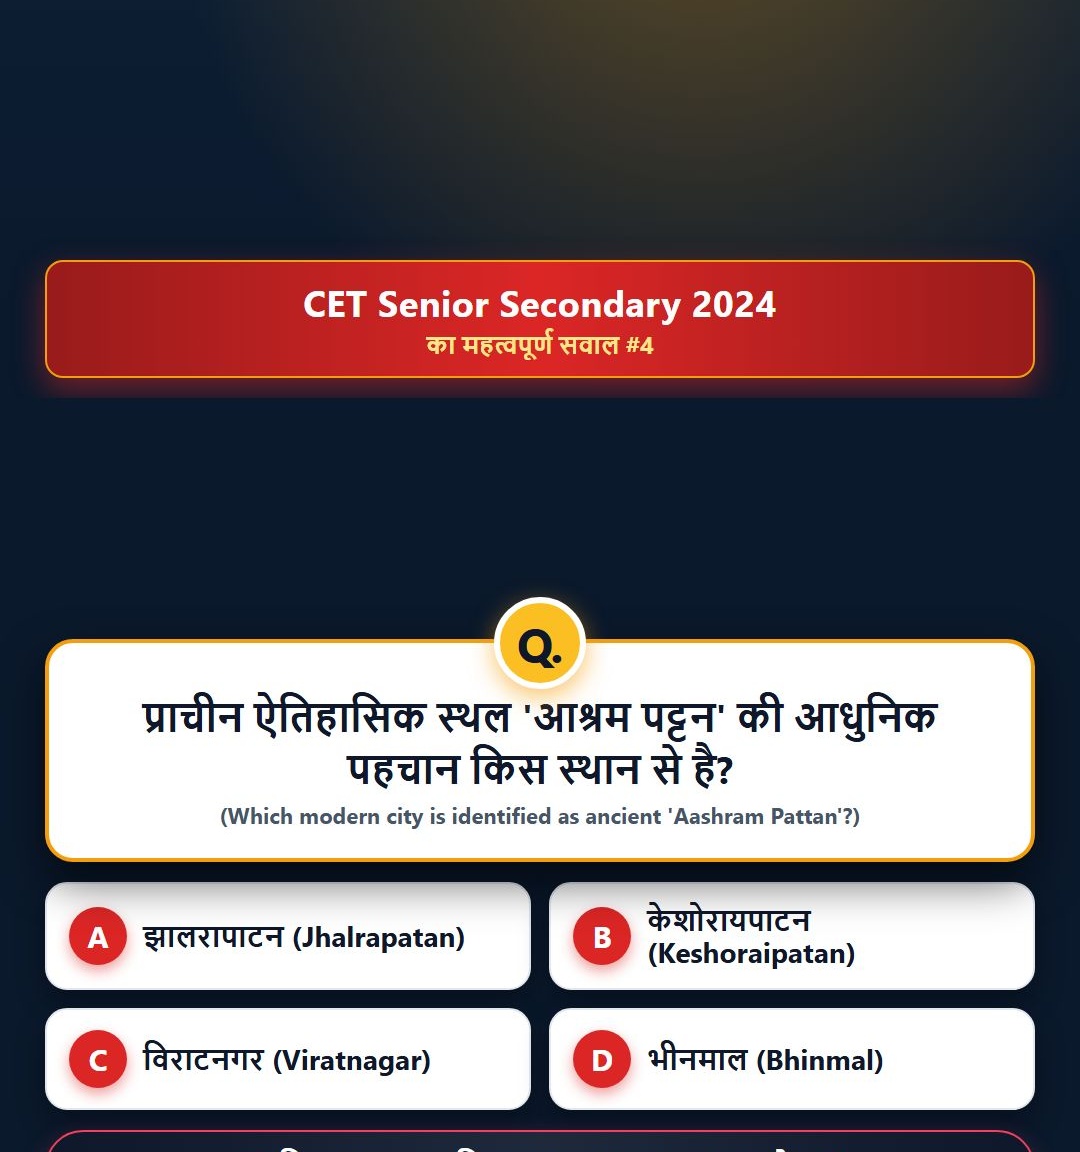 CET Senior Secondary 2024
का महत्वपूर्ण सवाल #4
Q.
प्राचीन ऐतिहासिक स्थल 'आश्रम पट्टन' की आधुनिक
पहचान किस स्थान से है?
(Which modern city is identified as ancient 'Aashram Pattan'?)
A झालरापाटन (Jhalrapatan)
B केशोरायपाटन
(Keshoraipatan)
C विराटनगर (Viratnagar)
D भीनमाल (Bhinmal)